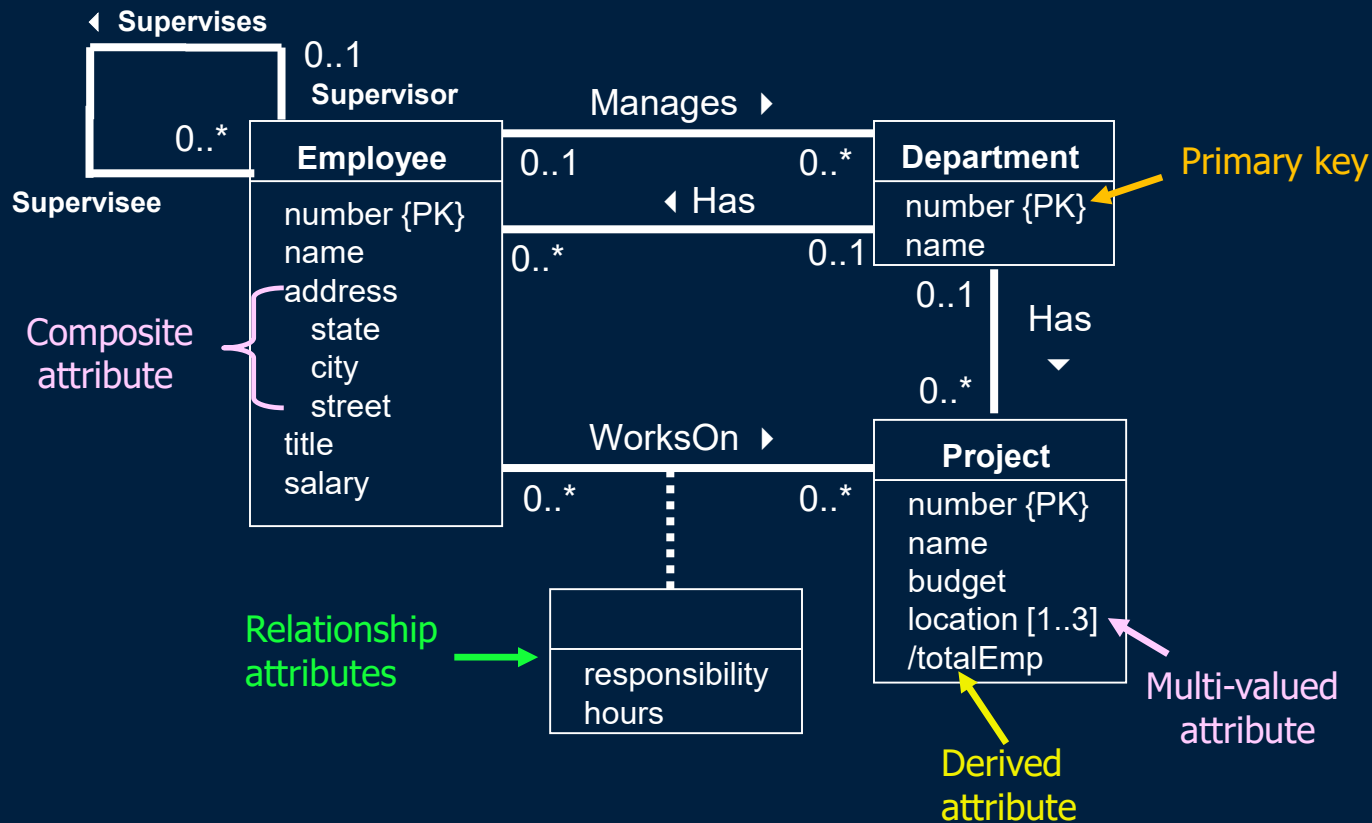 ◂ Supervises
0..1
Supervisor
0..*
Supervisee
Manages ▸
0..1
0..*
◂ Has
0..*
0..1
Employee
number {PK}
name
address
state
city
street
title
salary
Composite
attribute
Department
number {PK}
name
Primary key
0..1
Has
▾
0..*
WorksOn ▸
0..*
0..*
Project
number {PK}
name
budget
location [1..3]
/totalEmp
Relationship
attributes
responsibility
hours
Multi-valued
attribute
Derived
attribute